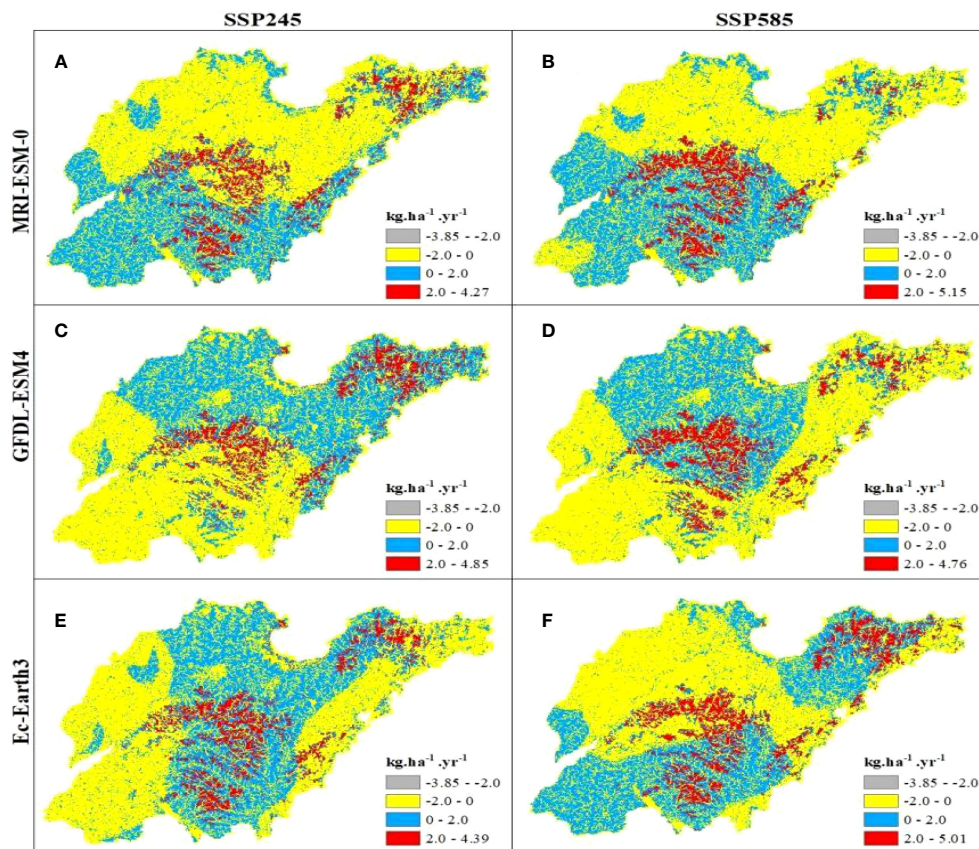 SSP245
SSP585
MRI-ESM-0
A
kg.ha⁻¹ .yr⁻¹
-3.85 - -2.0
-2.0 - 0
0 - 2.0
2.0 - 4.27
B
kg.ha⁻¹ .yr⁻¹
-3.85 - -2.0
-2.0 - 0
0 - 2.0
2.0 - 5.15
GFDL-ESM4
C
kg.ha⁻¹ .yr⁻¹
-3.85 - -2.0
-2.0 - 0
0 - 2.0
2.0 - 4.85
D
kg.ha⁻¹ .yr⁻¹
-3.85 - -2.0
-2.0 - 0
0 - 2.0
2.0 - 4.76
Ec-Earth3
E
kg.ha⁻¹ .yr⁻¹
-3.85 - -2.0
-2.0 - 0
0 - 2.0
2.0 - 4.39
F
kg.ha⁻¹ .yr⁻¹
-3.85 - -2.0
-2.0 - 0
0 - 2.0
2.0 - 5.01